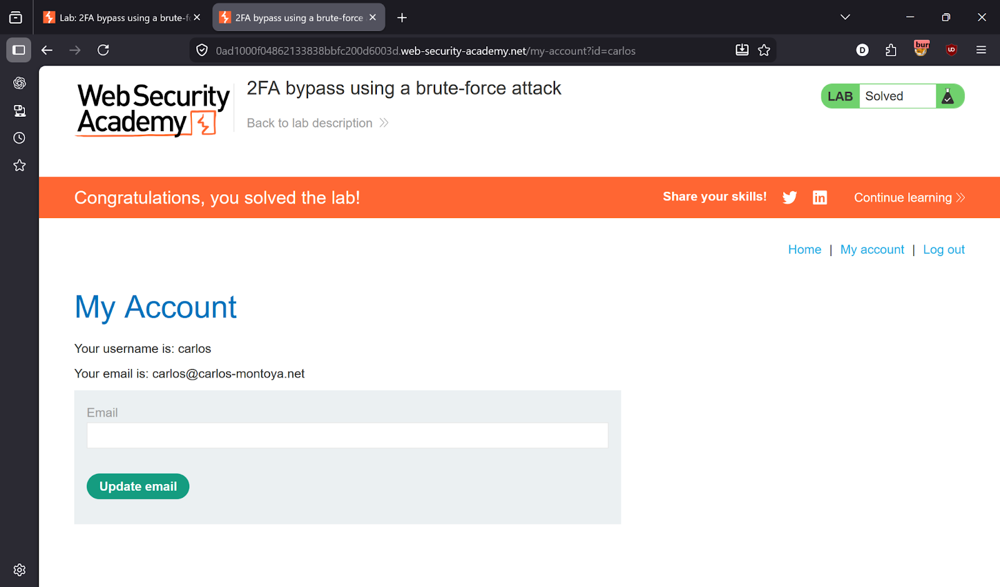 Lab: 2FA bypass using a brute-f
2FA bypass using a brute-force
0ad1000f04862133838bbfc200d6003d.web-security-academy.net/my-account?id=carlos
D
bur
UD
Web Security
Academy
2FA bypass using a brute-force attack
Back to lab description
LAB Solved
Congratulations, you solved the lab!
Share your skills!
in
Continue learning
Home | My account | Log out
My Account
Your username is: carlos
Your email is: carlos@carlos-montoya.net
Email
Update email